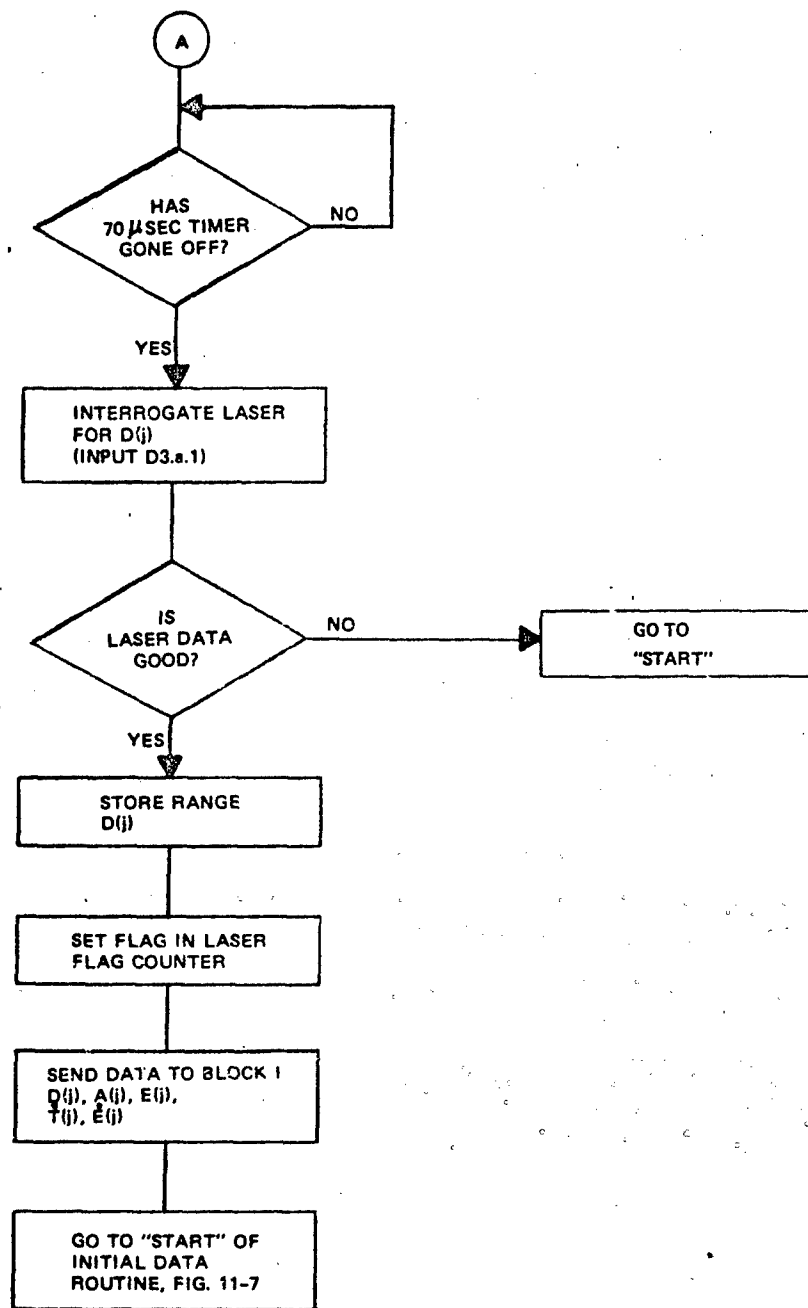 A
HAS
70 μSEC TIMER
GONE OFF?
NO
YES
INTERROGATE LASER
FOR D(j)
(INPUT D3.a.1)
IS
LASER DATA
GOOD?
NO
GO TO
"START"
YES
STORE RANGE
D(j)
SET FLAG IN LASER
FLAG COUNTER
SEND DATA TO BLOCK I
D(j), A(j), E(j),
Ṫ(j), Ė(j)
GO TO "START" OF
INITIAL DATA
ROUTINE, FIG. 11-7